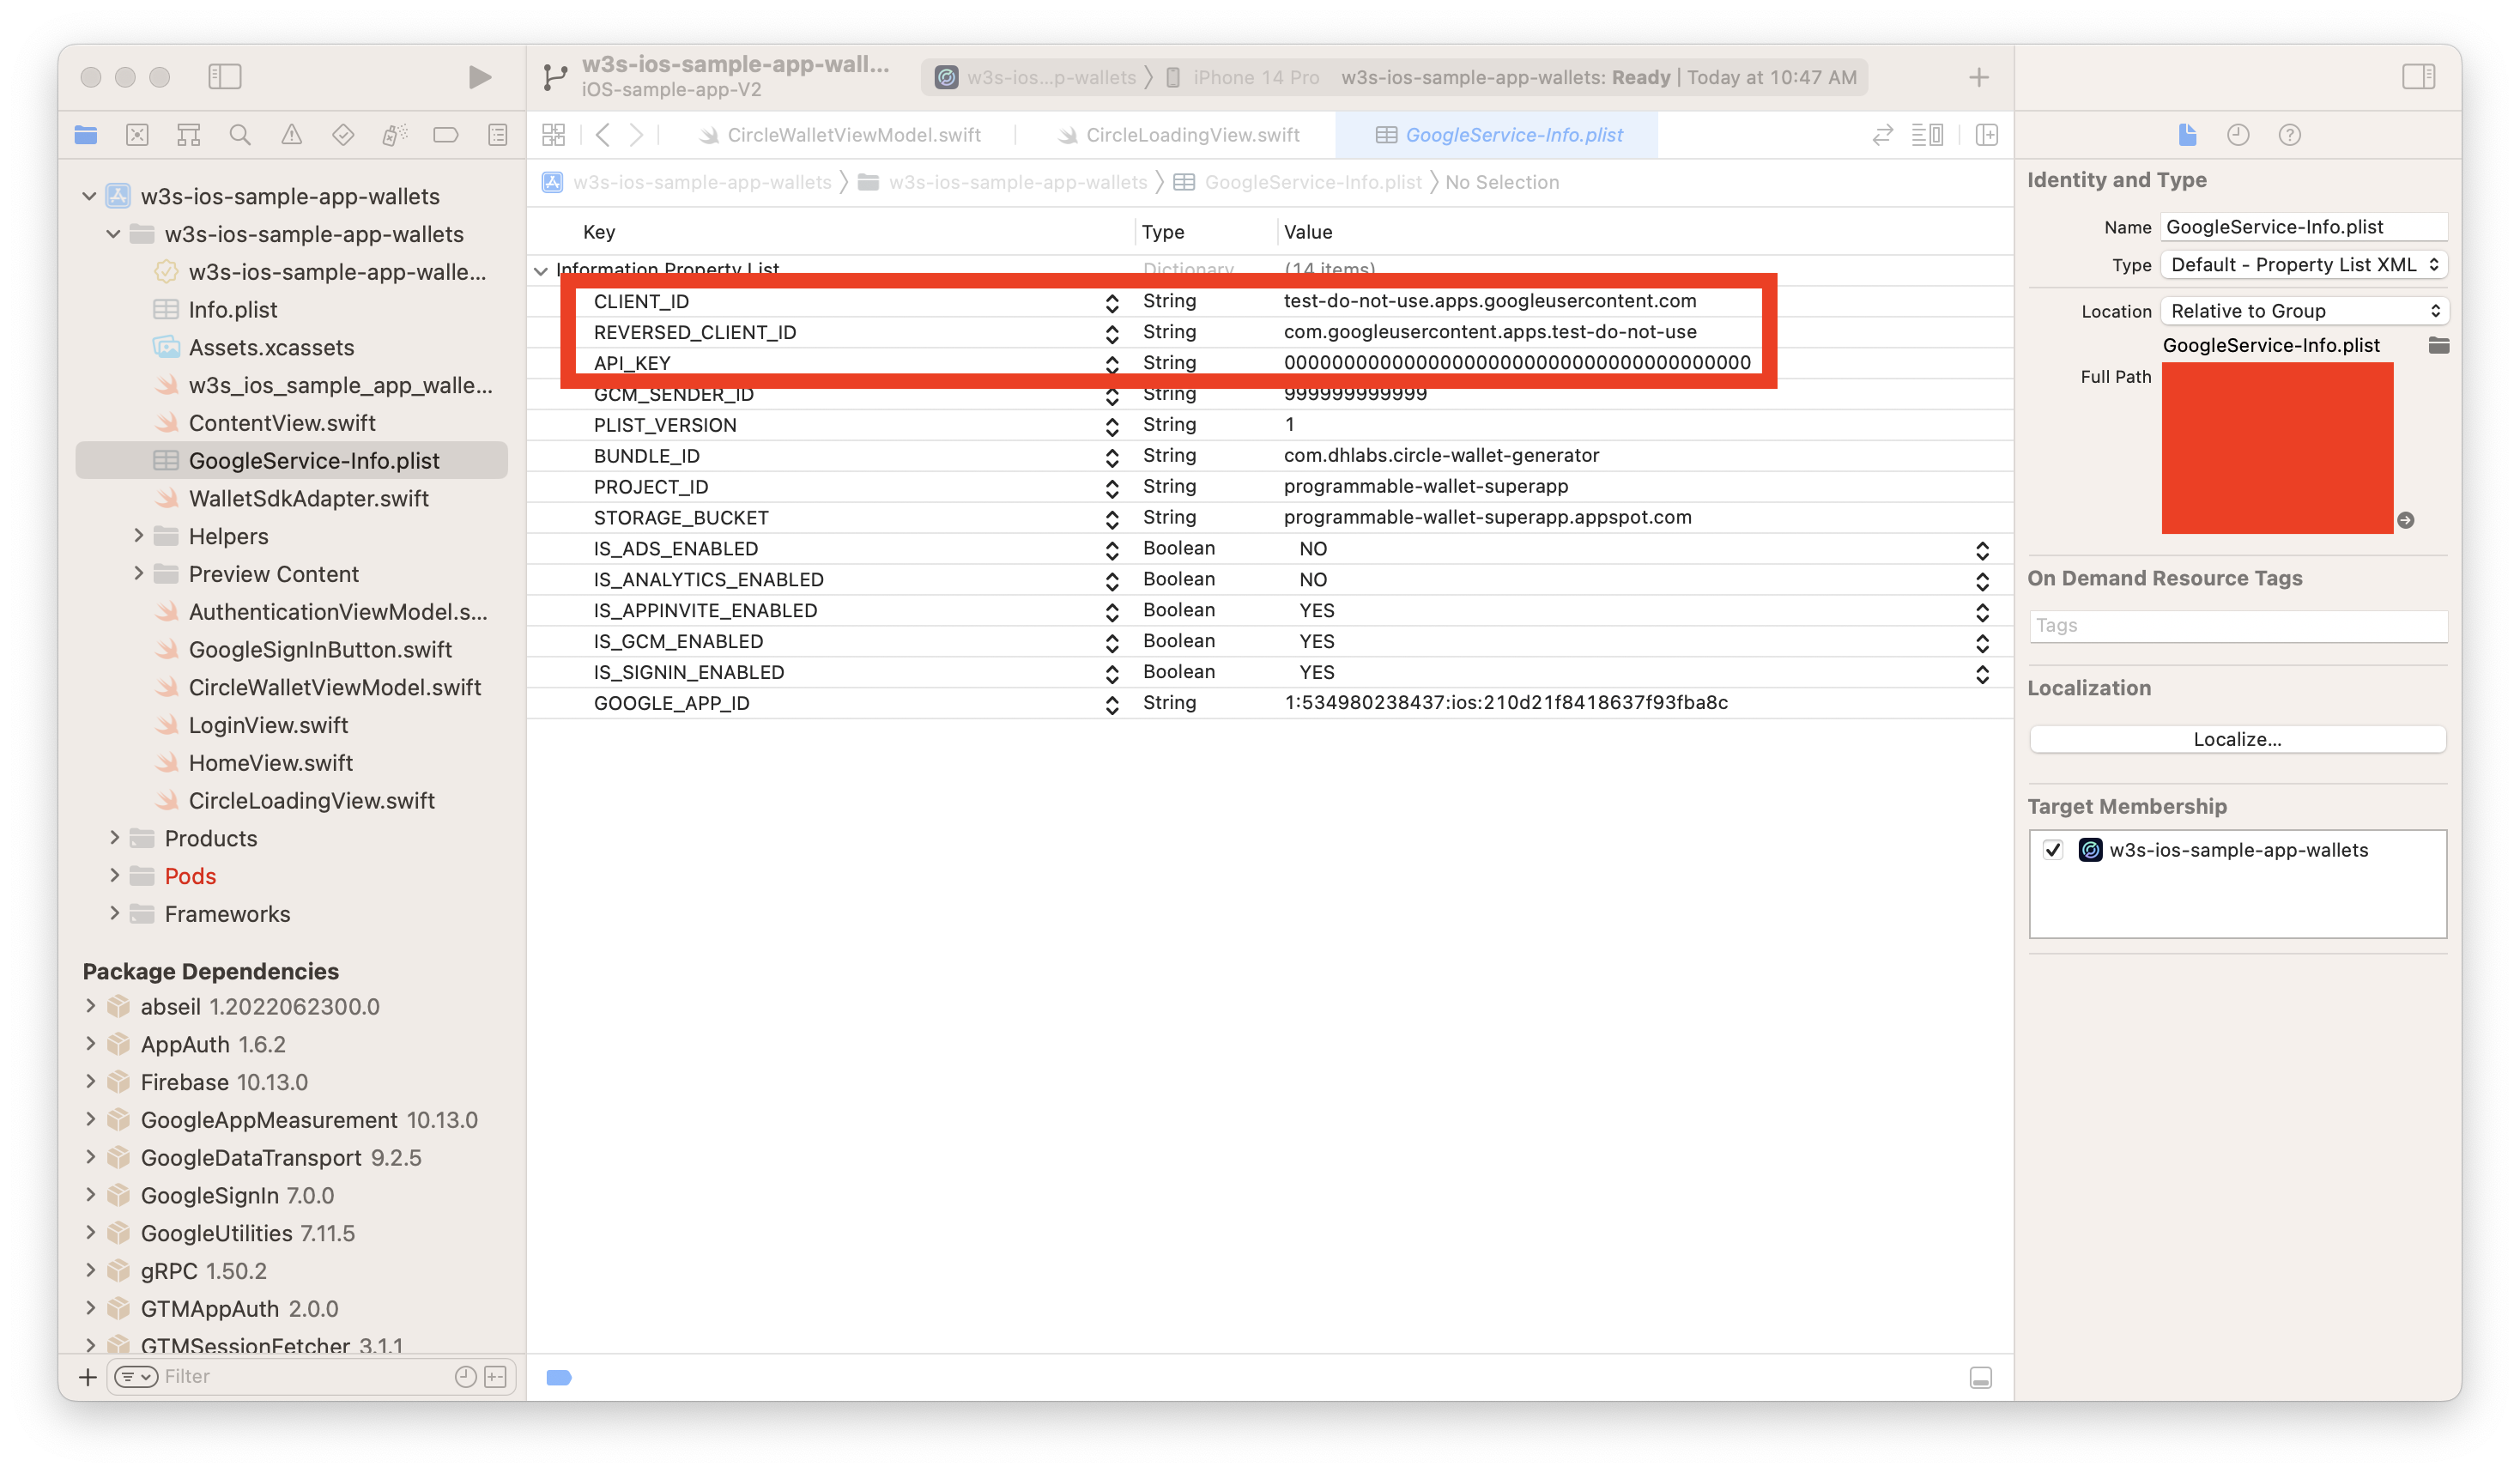 w3s-ios-sample-app-wall...
iOS-sample-app-V2
w3s-ios...p-wallets
iPhone 14 Pro
w3s-ios-sample-app-wallets: Ready | Today at 10:47 AM
CircleWalletViewModel.swift
CircleLoadingView.swift
GoogleService-Info.plist
w3s-ios-sample-app-wallets
w3s-ios-sample-app-wallets
GoogleService-Info.plist
No Selection
w3s-ios-sample-app-wallets
w3s-ios-sample-app-wallets
w3s-ios-sample-app-walle...
Info.plist
Assets.xcassets
w3s_ios_sample_app_walle...
ContentView.swift
GoogleService-Info.plist
WalletSdkAdapter.swift
Helpers
Preview Content
AuthenticationViewModel.s...
GoogleSignInButton.swift
CircleWalletViewModel.swift
LoginView.swift
HomeView.swift
CircleLoadingView.swift
Products
Pods
Frameworks
Package Dependencies
abseil 1.2022062300.0
AppAuth 1.6.2
Firebase 10.13.0
GoogleAppMeasurement 10.13.0
GoogleDataTransport 9.2.5
GoogleSignIn 7.0.0
GoogleUtilities 7.11.5
gRPC 1.50.2
GTMAppAuth 2.0.0
GTMSessionFetcher 3.1.1
Filter
Key Type Value
Information Property List Dictionary (14 items)
CLIENT_ID String test-do-not-use.apps.googleusercontent.com
REVERSED_CLIENT_ID String com.googleusercontent.apps.test-do-not-use
API_KEY String 000000000000000000000000000000000000000
GCM_SENDER_ID 999999999999
PLIST_VERSION String 1
BUNDLE_ID String com.dhlabs.circle-wallet-generator
PROJECT_ID String programmable-wallet-superapp
STORAGE_BUCKET String programmable-wallet-superapp.appspot.com
IS_ADS_ENABLED Boolean NO
IS_ANALYTICS_ENABLED Boolean NO
IS_APPINVITE_ENABLED Boolean YES
IS_GCM_ENABLED Boolean YES
IS_SIGNIN_ENABLED Boolean YES
GOOGLE_APP_ID String 1:534980238437:ios:210d21f8418637f93fba8c
Identity and Type
Name GoogleService-Info.plist
Type Default - Property List XML
Location Relative to Group
GoogleService-Info.plist
Full Path
On Demand Resource Tags
Tags
Localization
Localize...
Target Membership
w3s-ios-sample-app-wallets